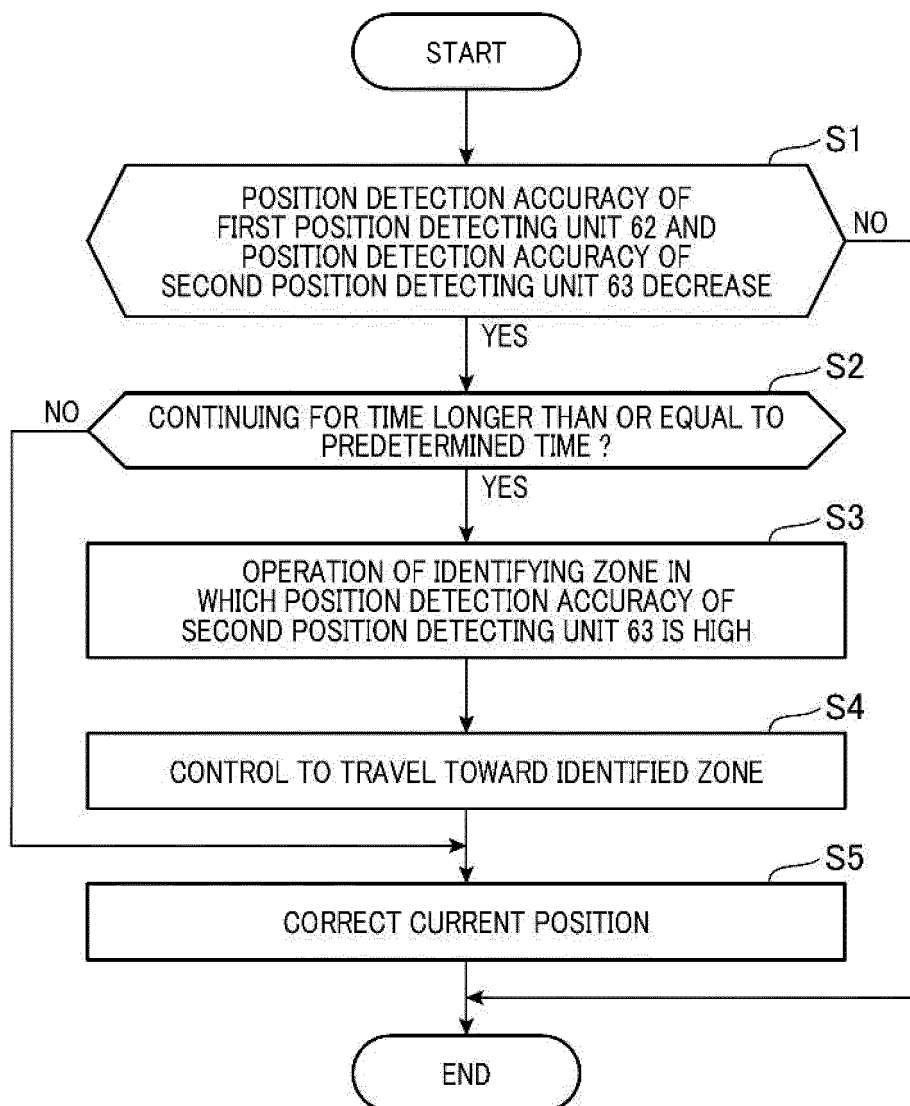 START
S1
POSITION DETECTION ACCURACY OF
FIRST POSITION DETECTING UNIT 62 AND
POSITION DETECTION ACCURACY OF
SECOND POSITION DETECTING UNIT 63 DECREASE
NO
YES
S2
NO
CONTINUING FOR TIME LONGER THAN OR EQUAL TO
PREDETERMINED TIME ?
YES
S3
OPERATION OF IDENTIFYING ZONE IN
WHICH POSITION DETECTION ACCURACY OF
SECOND POSITION DETECTING UNIT 63 IS HIGH
S4
CONTROL TO TRAVEL TOWARD IDENTIFIED ZONE
S5
CORRECT CURRENT POSITION
END